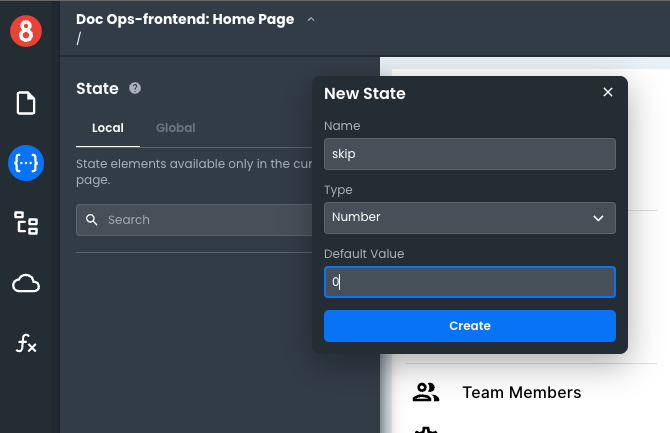 8
Doc Ops-frontend: Home Page
/
State
?
Local
Global
State elements available only in the cur
page.
Search
New State
Name
skip
Type
Number
Default Value
0
Create
{···}
fx
Team Members